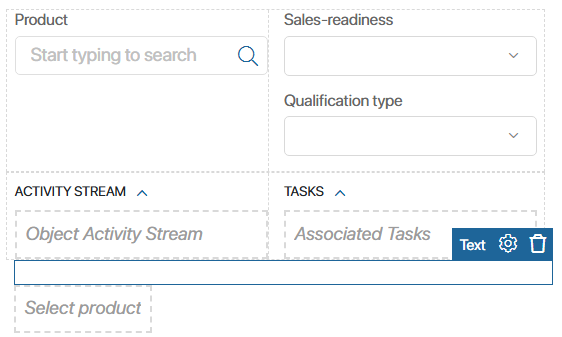 Product
Sales-readiness
Start typing to search
Qualification type
ACTIVITY STREAM
TASKS
Object Activity Stream
Associated Tasks
Text
Select product